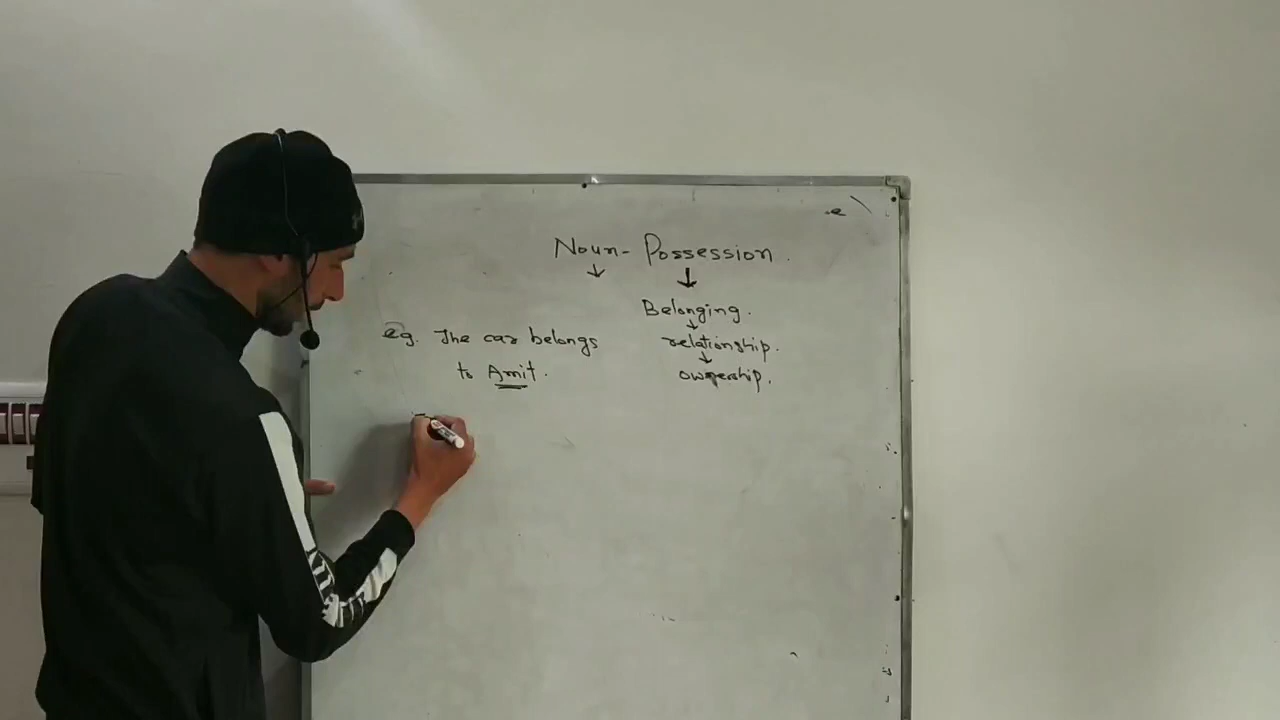 Noun-Possession.
Belonging.
relationship.
ownership.
eg. The car belongs
to Amit.